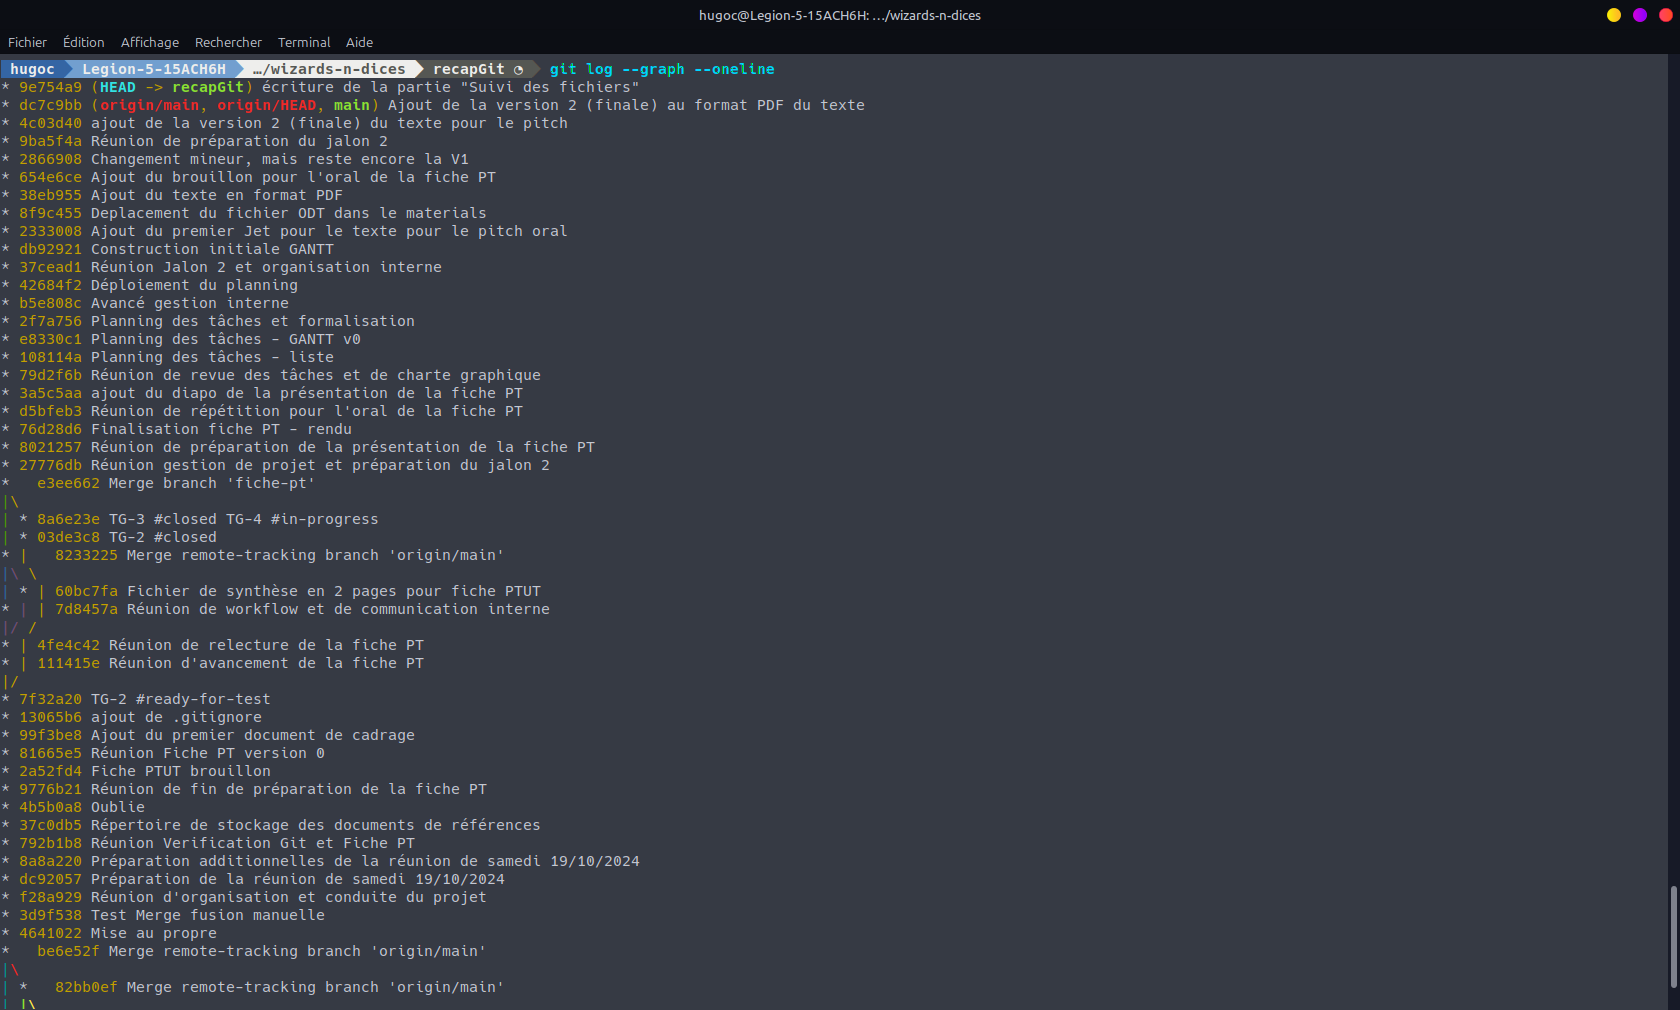 hugoc@Legion-5-15ACH6H: .../wizards-n-dices
Fichier Édition Affichage Rechercher Terminal Aide
hugoc Legion-5-15ACH6H …/wizards-n-dices recapGit ◔ git log --graph --oneline
* 9e754a9 (HEAD -> recapGit) écriture de la partie "Suivi des fichiers"
* dc7c9bb (origin/main, origin/HEAD, main) Ajout de la version 2 (finale) au format PDF du texte
* 4c03d40 ajout de la version 2 (finale) du texte pour le pitch
* 9ba5f4a Réunion de préparation du jalon 2
* 2866908 Changement mineur, mais reste encore la V1
* 654e6ce Ajout du brouillon pour l'oral de la fiche PT
* 38eb955 Ajout du texte en format PDF
* 8f9c455 Deplacement du fichier ODT dans le materials
* 2333008 Ajout du premier Jet pour le texte pour le pitch oral
* db92921 Construction initiale GANTT
* 37cead1 Réunion Jalon 2 et organisation interne
* 42684f2 Déploiement du planning
* b5e808c Avancé gestion interne
* 2f7a756 Planning des tâches et formalisation
* e8330c1 Planning des tâches - GANTT v0
* 108114a Planning des tâches - liste
* 79d2f6b Réunion de revue des tâches et de charte graphique
* 3a5c5aa ajout du diapo de la présentation de la fiche PT
* d5bfeb3 Réunion de répétition pour l'oral de la fiche PT
* 76d28d6 Finalisation fiche PT - rendu
* 8021257 Réunion de préparation de la présentation de la fiche PT
* 27776db Réunion gestion de projet et préparation du jalon 2
*   e3ee662 Merge branch 'fiche-pt'
|\
| * 8a6e23e TG-3 #closed TG-4 #in-progress
| * 03de3c8 TG-2 #closed
* |   8233225 Merge remote-tracking branch 'origin/main'
|\ \
| * | 60bc7fa Fichier de synthèse en 2 pages pour fiche PTUT
* | | 7d8457a Réunion de workflow et de communication interne
|/ /
* | 4fe4c42 Réunion de relecture de la fiche PT
* | 111415e Réunion d'avancement de la fiche PT
|/
* 7f32a20 TG-2 #ready-for-test
* 13065b6 ajout de .gitignore
* 99f3be8 Ajout du premier document de cadrage
* 81665e5 Réunion Fiche PT version 0
* 2a52fd4 Fiche PTUT brouillon
* 9776b21 Réunion de fin de préparation de la fiche PT
* 4b5b0a8 Oublie
* 37c0db5 Répertoire de stockage des documents de références
* 792b1b8 Réunion Verification Git et Fiche PT
* 8a8a220 Préparation additionnelles de la réunion de samedi 19/10/2024
* dc92057 Préparation de la réunion de samedi 19/10/2024
* f28a929 Réunion d'organisation et conduite du projet
* 3d9f538 Test Merge fusion manuelle
* 4641022 Mise au propre
*   be6e52f Merge remote-tracking branch 'origin/main'
|\
| *   82bb0ef Merge remote-tracking branch 'origin/main'
| |\